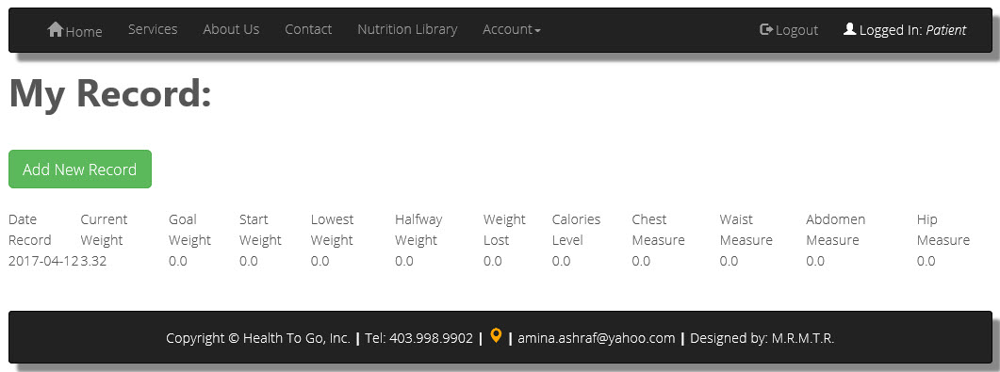 Home Services About Us Contact Nutrition Library Account Logout Logged In: Patient
My Record:
Add New Record
Date Current Goal Start Lowest Halfway Weight Calories Chest Waist Abdomen Hip
Record Weight Weight Weight Weight Weight Lost Level Measure Measure Measure Measure
2017-04-12 3.32 0.0 0.0 0.0 0.0 0.0 0.0 0.0 0.0 0.0 0.0
Copyright © Health To Go, Inc. | Tel: 403.998.9902 | | amina.ashraf@yahoo.com | Designed by: M.R.M.T.R.